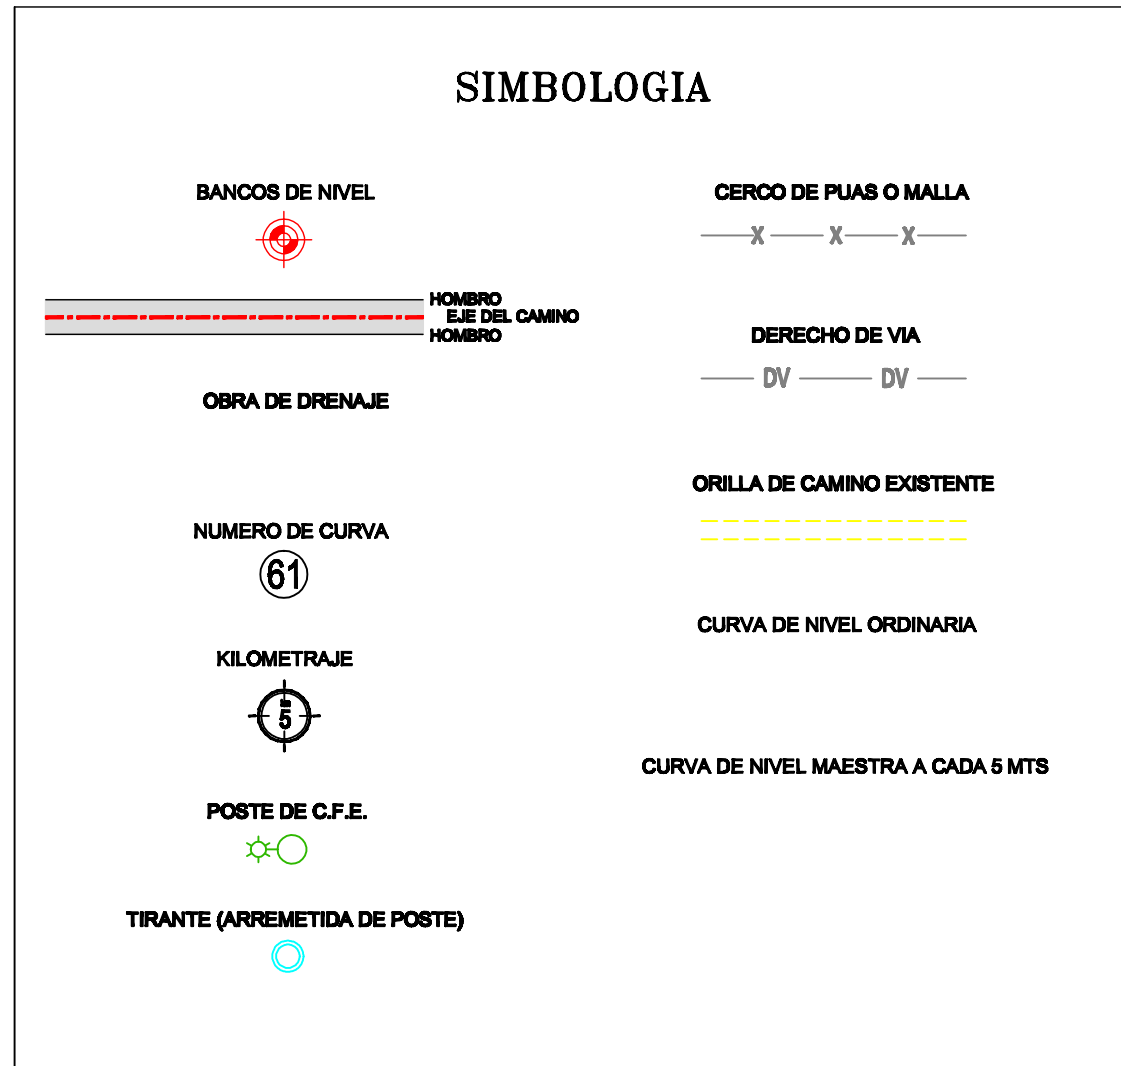 SIMBOLOGIA
BANCOS DE NIVEL
HOMBRO
EJE DEL CAMINO
HOMBRO
OBRA DE DRENAJE
NUMERO DE CURVA
61
KILOMETRAJE
5
POSTE DE C.F.E.
TIRANTE (ARREMETIDA DE POSTE)
CERCO DE PUAS O MALLA
X X X
DERECHO DE VIA
DV DV
ORILLA DE CAMINO EXISTENTE
CURVA DE NIVEL ORDINARIA
CURVA DE NIVEL MAESTRA A CADA 5 MTS